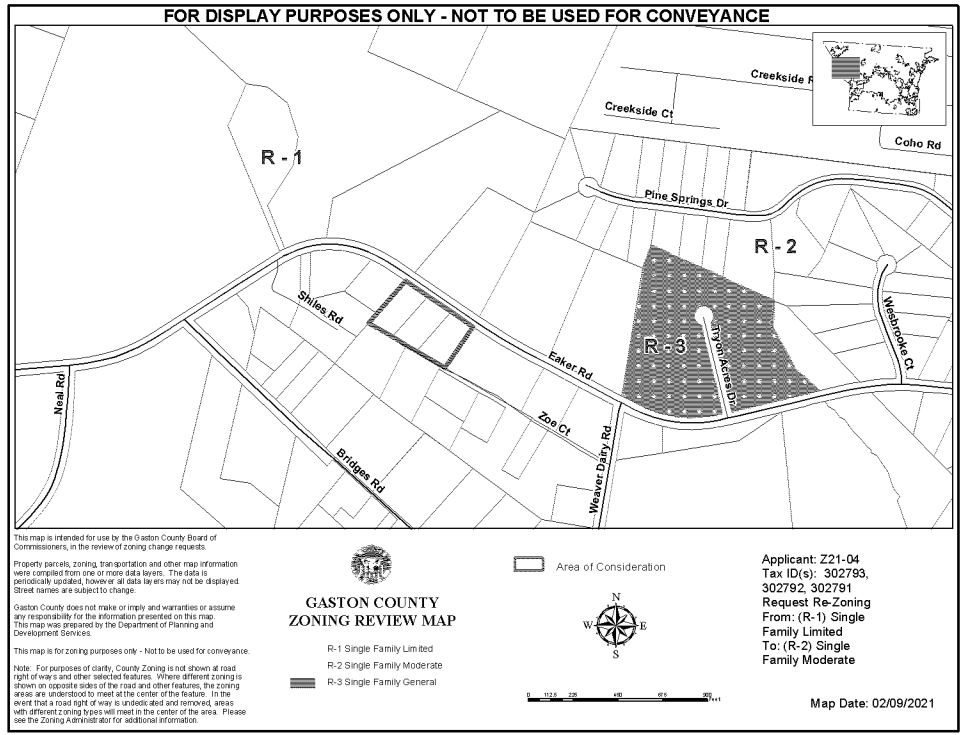 FOR DISPLAY PURPOSES ONLY - NOT TO BE USED FOR CONVEYANCE
Creekside R
Creekside Ct
Coho Rd
R - 1
Pine Springs Dr
R - 2
Shiles Rd
Wesbrooke Ct
R - 3
Tryon Acres Dr
Eaker Rd
Neal Rd
Zoe Ct
Weaver Dairy Rd
Bridges Rd
This map is intended for use by the Gaston County Board of
Commissioners, in the review of zoning change requests.
Property parcels, zoning, transportation and other map information
were compiled from one or more data layers. The data is
periodically updated, however all data layers may not be displayed.
Street names are subject to change.
Gaston County does not make or imply and warranties or assume
any responsibility for the information presented on this map.
This map was prepared by the Department of Planning and
Development Services.
This map is for zoning purposes only - Not to be used for conveyance.
Note: For purposes of clarity, County Zoning is not shown at road
right of ways and other selected features. Where different zoning is
shown on opposite sides of the road and other features, the zoning
areas are understood to meet at the center of the feature. In the
event that a road right of way is undedicated and removed, areas
with different zoning types will meet in the center of the area. Please
see the Zoning Administrator for additional information.
GASTON COUNTY
ZONING REVIEW MAP
R-1 Single Family Limited
R-2 Single Family Moderate
R-3 Single Family General
Area of Consideration
N
W E
S
0 112.5 225 450 675 900
Feet
Applicant: Z21-04
Tax ID(s): 302793,
302792, 302791
Request Re-Zoning
From: (R-1) Single
Family Limited
To: (R-2) Single
Family Moderate
Map Date: 02/09/2021